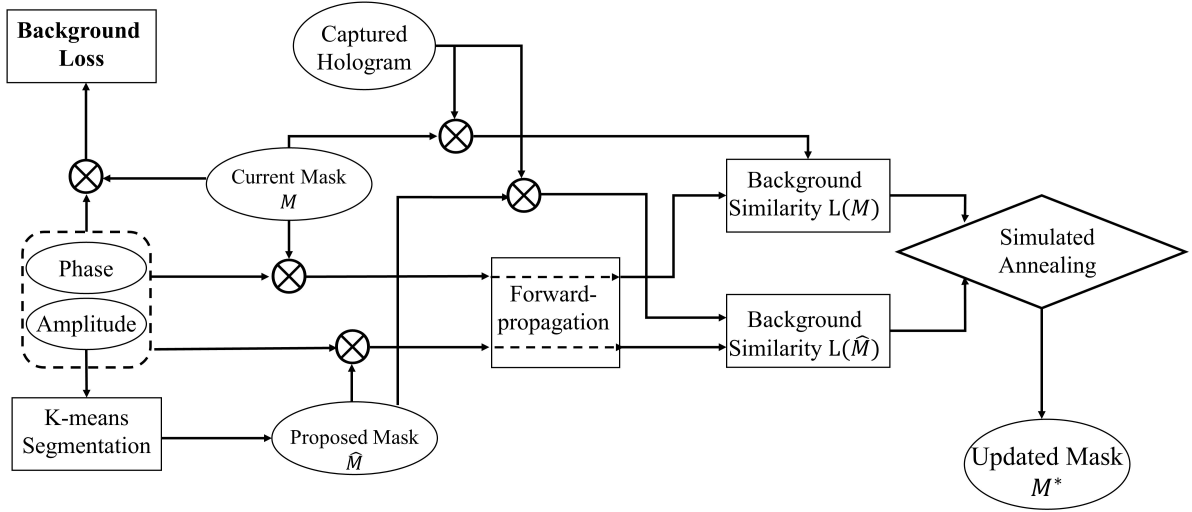 Background
Loss
Captured
Hologram
Current Mask
M
Background
Similarity L(M)
Simulated
Annealing
Phase
Amplitude
Forward-
propagation
Background
Similarity L(M̂)
K-means
Segmentation
Proposed Mask
M̂
Updated Mask
M*